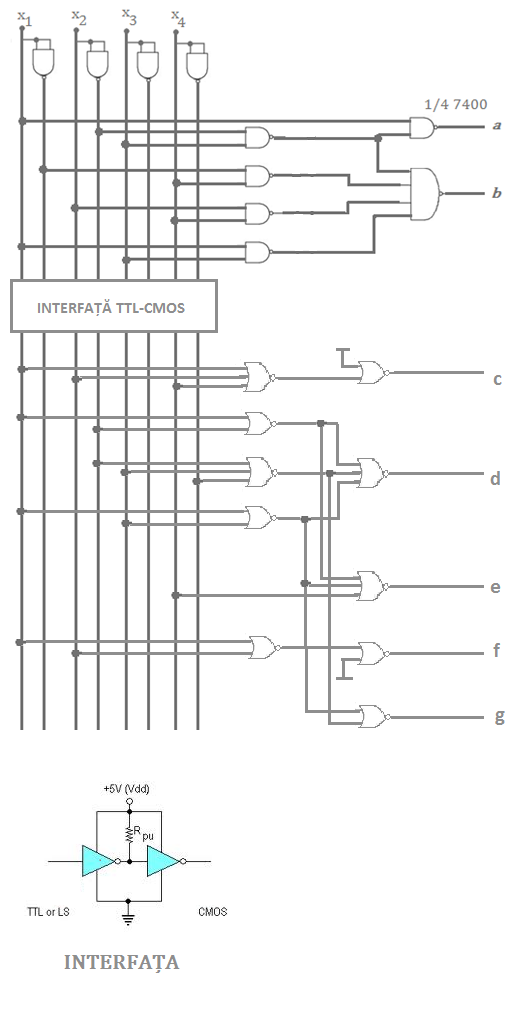 x1 x2 x3 x4
1/4 7400
a
b
INTERFAȚĂ TTL-CMOS
c
d
e
f
g
+5V (Vdd)
Rpu
TTL or LS CMOS
INTERFAȚA